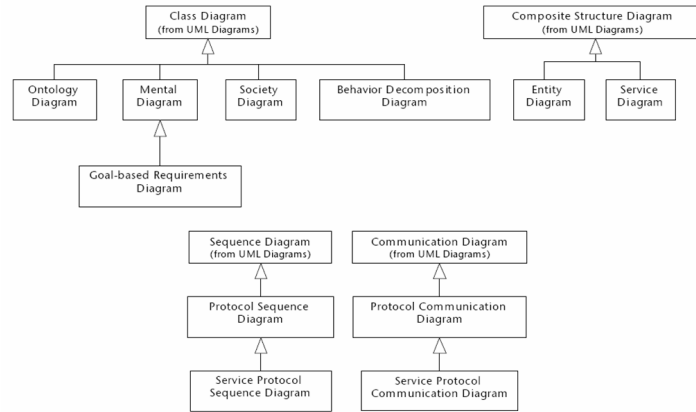 Class Diagram
(from UML Diagrams)
Composite Structure Diagram
(from UML Diagrams)
Ontology
Diagram
Mental
Diagram
Society
Diagram
Behavior Decomposition
Diagram
Entity
Diagram
Service
Diagram
Goal-based Requirements
Diagram
Sequence Diagram
(from UML Diagrams)
Communication Diagram
(from UML Diagrams)
Protocol Sequence
Diagram
Protocol Communication
Diagram
Service Protocol
Sequence Diagram
Service Protocol
Communication Diagram